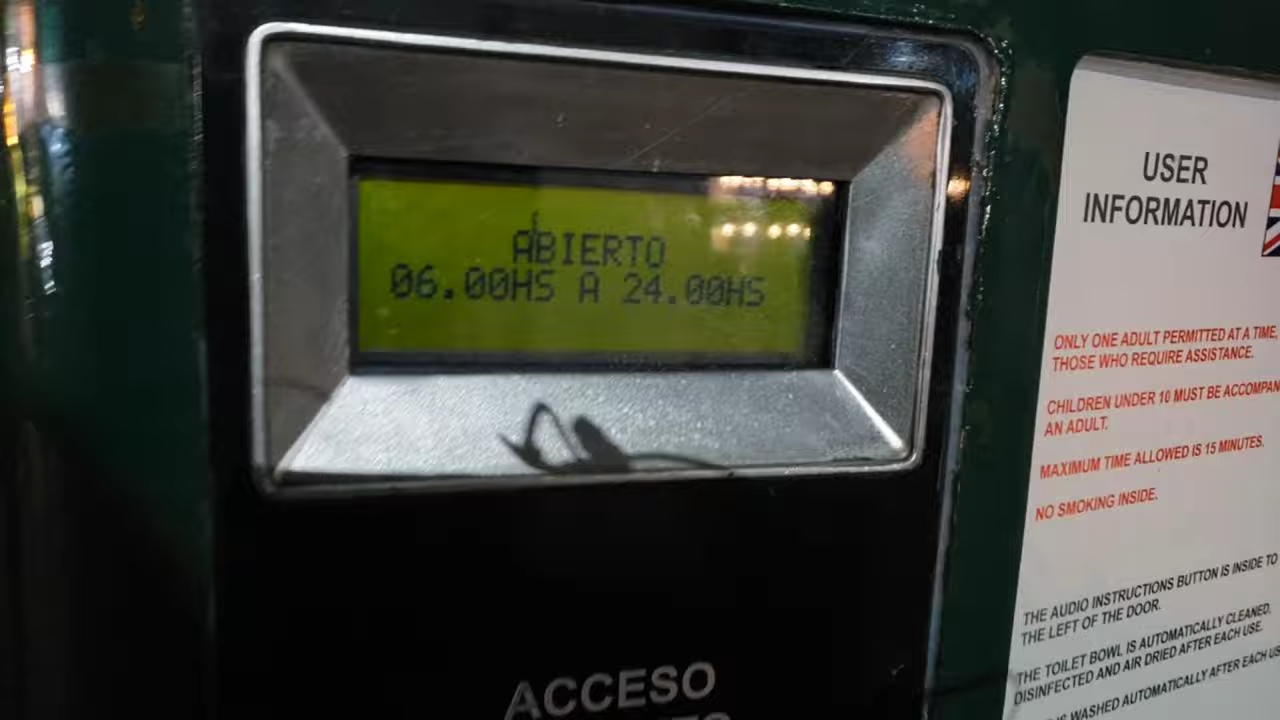 ABIERTO
06.00HS A 24.00HS
ACCESO
USER
INFORMATION
ONLY ONE ADULT PERMITTED AT A TIME,
THOSE WHO REQUIRE ASSISTANCE.
CHILDREN UNDER 10 MUST BE ACCOMPAN
AN ADULT.
MAXIMUM TIME ALLOWED IS 15 MINUTES.
NO SMOKING INSIDE.
THE AUDIO INSTRUCTIONS BUTTON IS INSIDE TO
THE LEFT OF THE DOOR.
THE TOILET BOWL IS AUTOMATICALLY CLEANED,
DISINFECTED AND AIR DRIED AFTER EACH USE.
IS WASHED AUTOMATICALLY AFTER EACH US